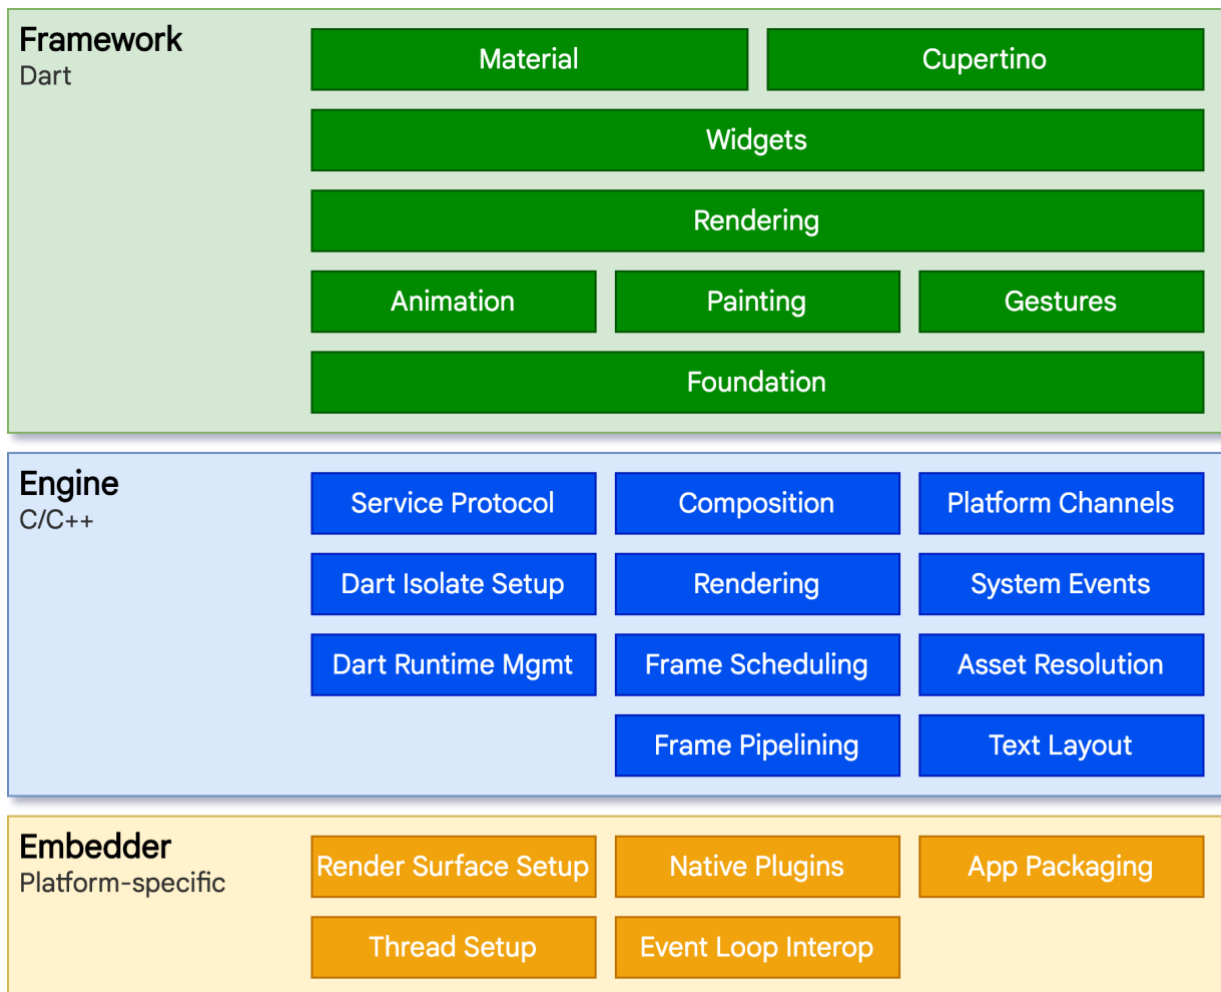 Framework
Dart
Material
Cupertino
Widgets
Rendering
Animation
Painting
Gestures
Foundation
Engine
C/C++
Service Protocol
Composition
Platform Channels
Dart Isolate Setup
Rendering
System Events
Dart Runtime Mgmt
Frame Scheduling
Asset Resolution
Frame Pipelining
Text Layout
Embedder
Platform-specific
Render Surface Setup
Native Plugins
App Packaging
Thread Setup
Event Loop Interop